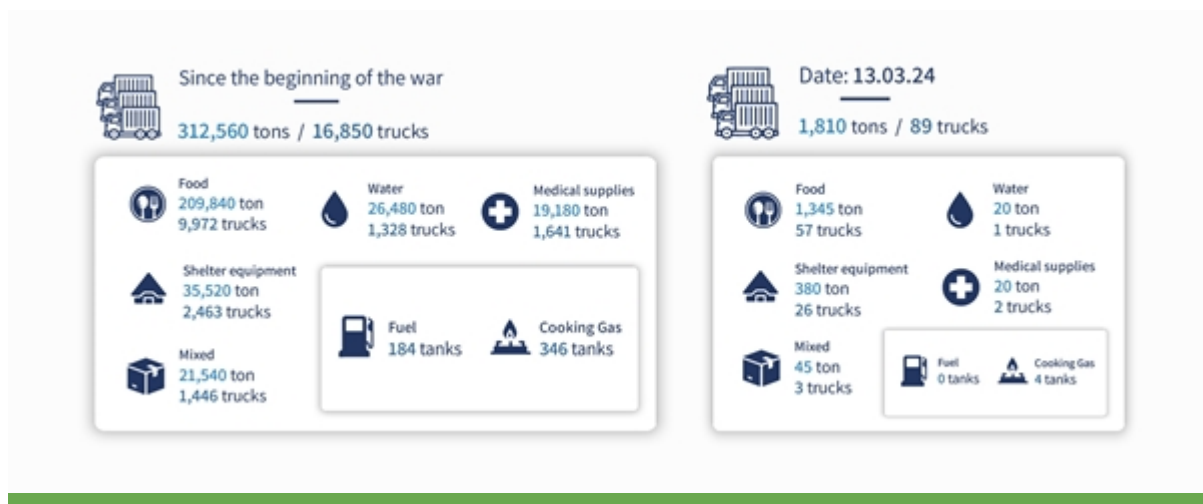 Since the beginning of the war
312,560 tons / 16,850 trucks
Food
209,840 ton
9,972 trucks
Water
26,480 ton
1,328 trucks
Medical supplies
19,180 ton
1,641 trucks
Shelter equipment
35,520 ton
2,463 trucks
Mixed
21,540 ton
1,446 trucks
Fuel
184 tanks
Cooking Gas
346 tanks
Date: 13.03.24
1,810 tons / 89 trucks
Food
1,345 ton
57 trucks
Water
20 ton
1 trucks
Shelter equipment
380 ton
26 trucks
Medical supplies
20 ton
2 trucks
Mixed
45 ton
3 trucks
Fuel
0 tanks
Cooking Gas
4 tanks